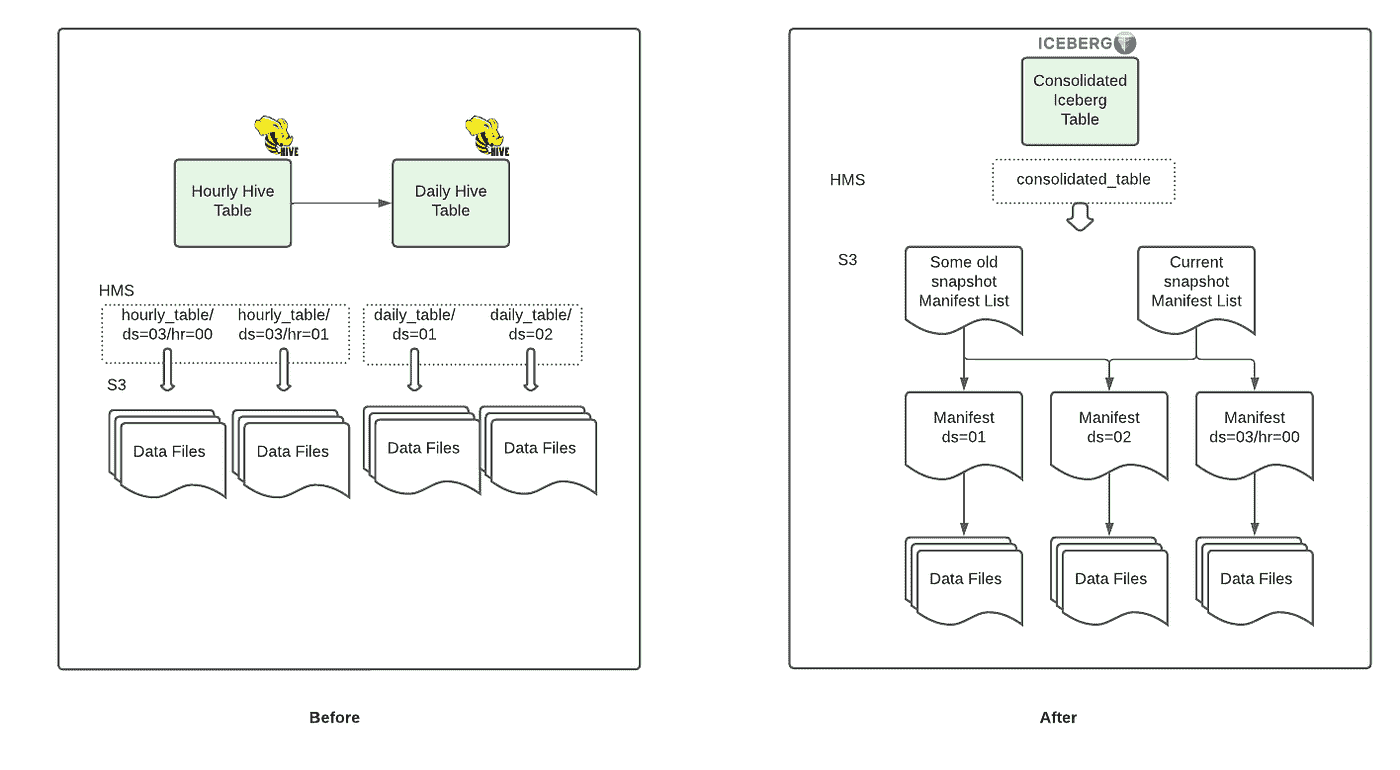 HIVE
HIVE
Hourly Hive
Table
Daily Hive
Table
HMS
hourly_table/
ds=03/hr=00
hourly_table/
ds=03/hr=01
daily_table/
ds=01
daily_table/
ds=02
S3
Data Files
Data Files
Data Files
Data Files
Before
ICEBERG
Consolidated
Iceberg
Table
HMS
consolidated_table
S3
Some old
snapshot
Manifest List
Current
snapshot
Manifest List
Manifest
ds=01
Manifest
ds=02
Manifest
ds=03/hr=00
Data Files
Data Files
Data Files
After